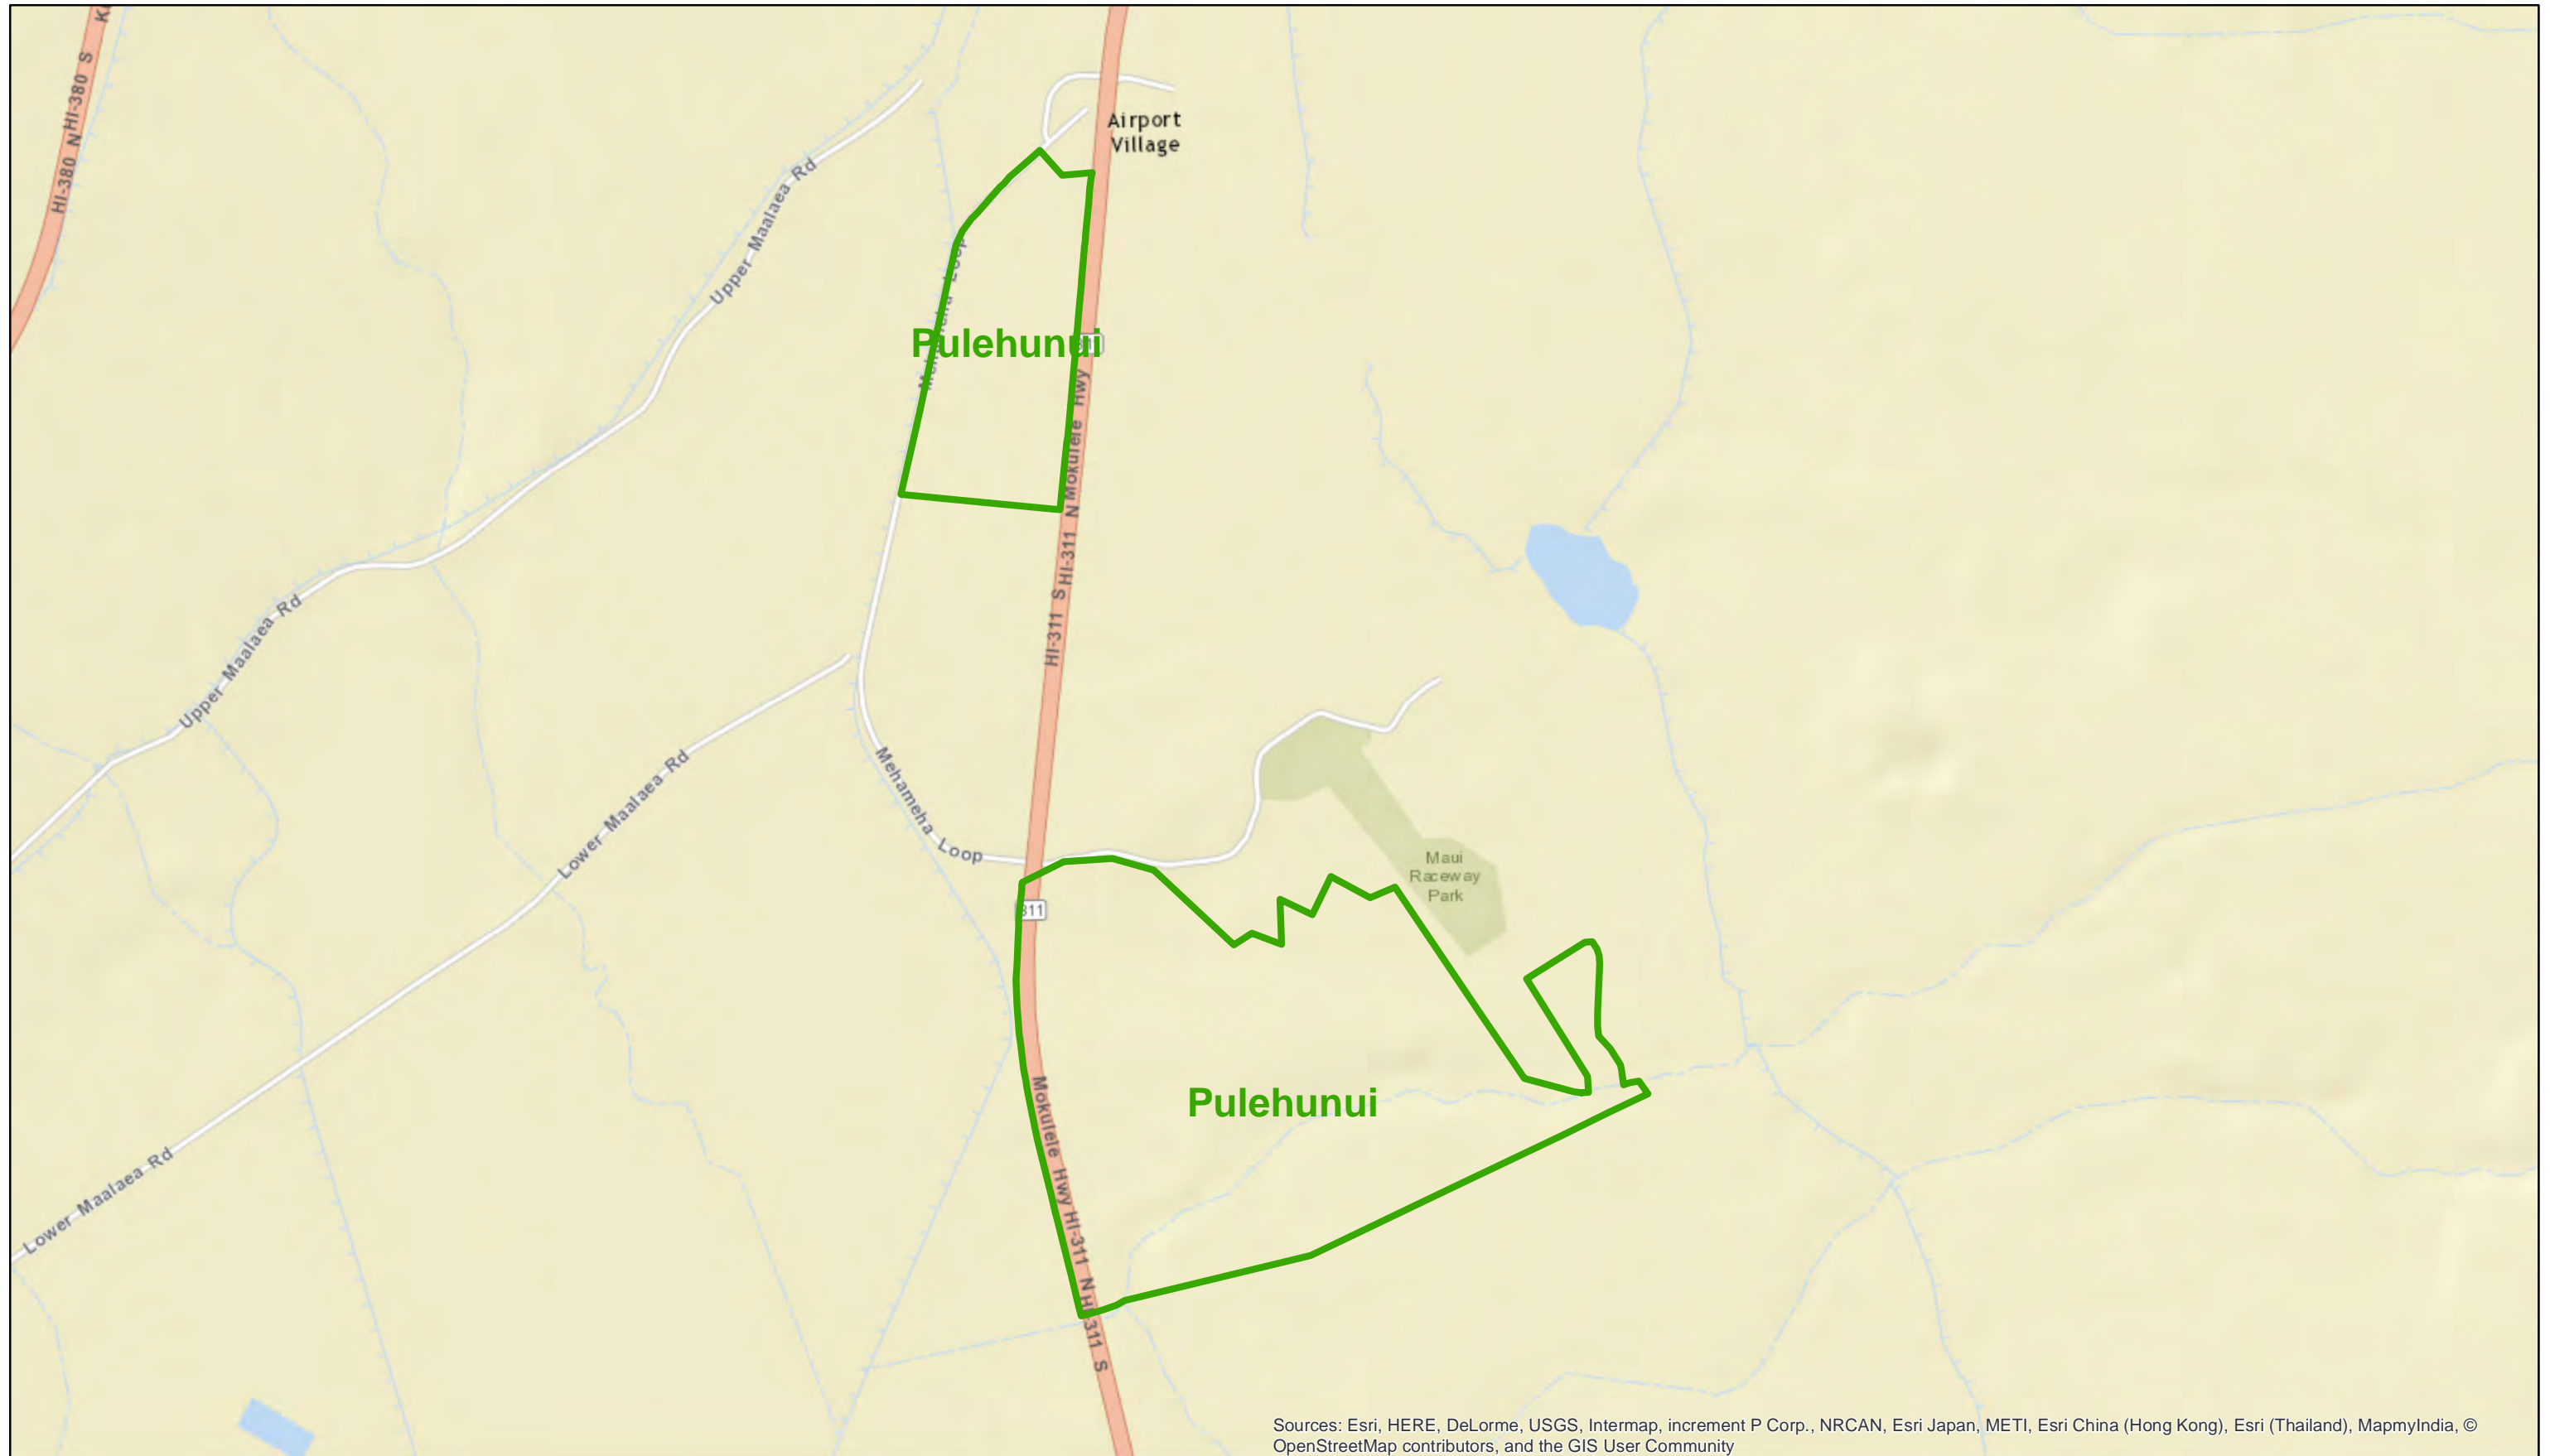 HI-380 S
HI-380 N
Airport
Village
Upper Maalaea Rd
Loop
Pulehunui
Mokulele Hwy
HI-311 N
HI-311 S
Upper Maalaea Rd
Lower Maalaea Rd
Mehameha Loop
Maui
Raceway
Park
311
Pulehunui
Mokulele Hwy
HI-311 N
HI-311 S
Lower Maalaea Rd
Sources: Esri, HERE, DeLorme, USGS, Intermap, increment P Corp., NRCAN, Esri Japan, METI, Esri China (Hong Kong), Esri (Thailand), MapmyIndia, ©
OpenStreetMap contributors, and the GIS User Community